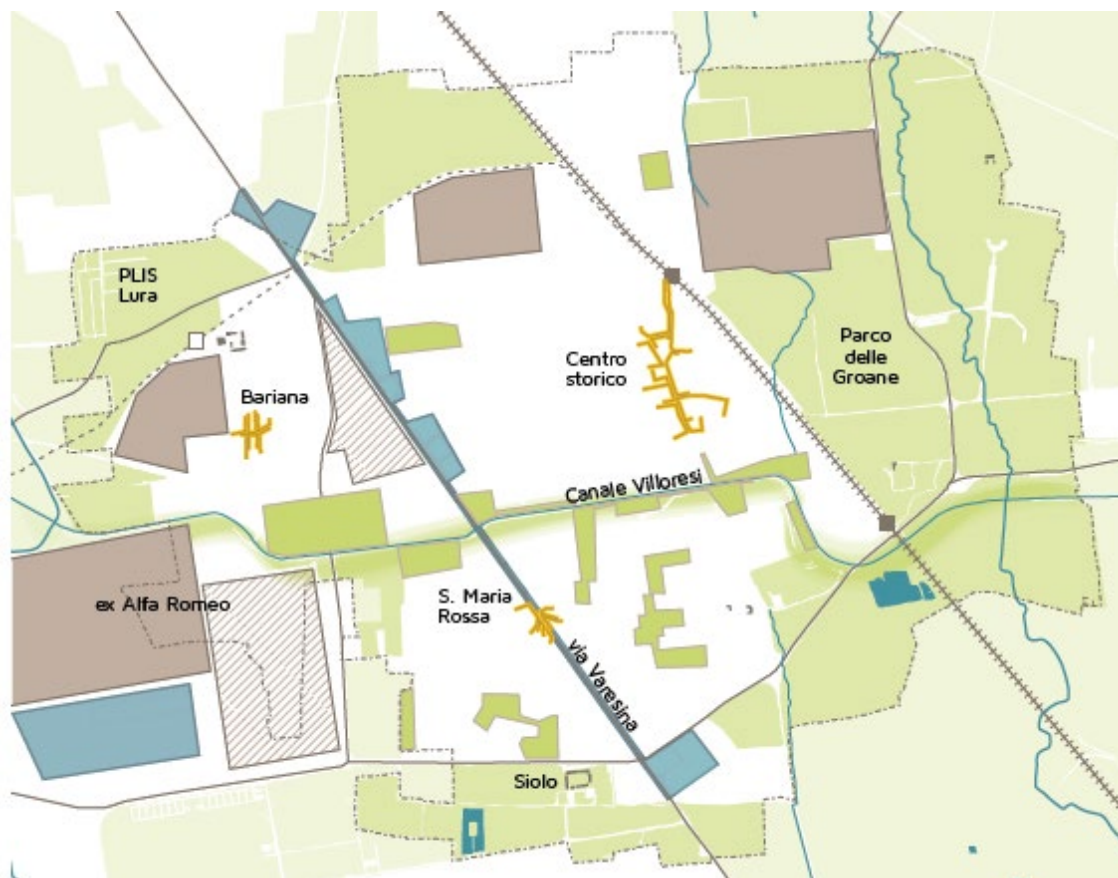 PLIS
Lura
Bariana
Centro
storico
Parco
delle
Groane
Canale Villoresi
ex Alfa Romeo
S. Maria
Rossa
via Varesina
Siolo